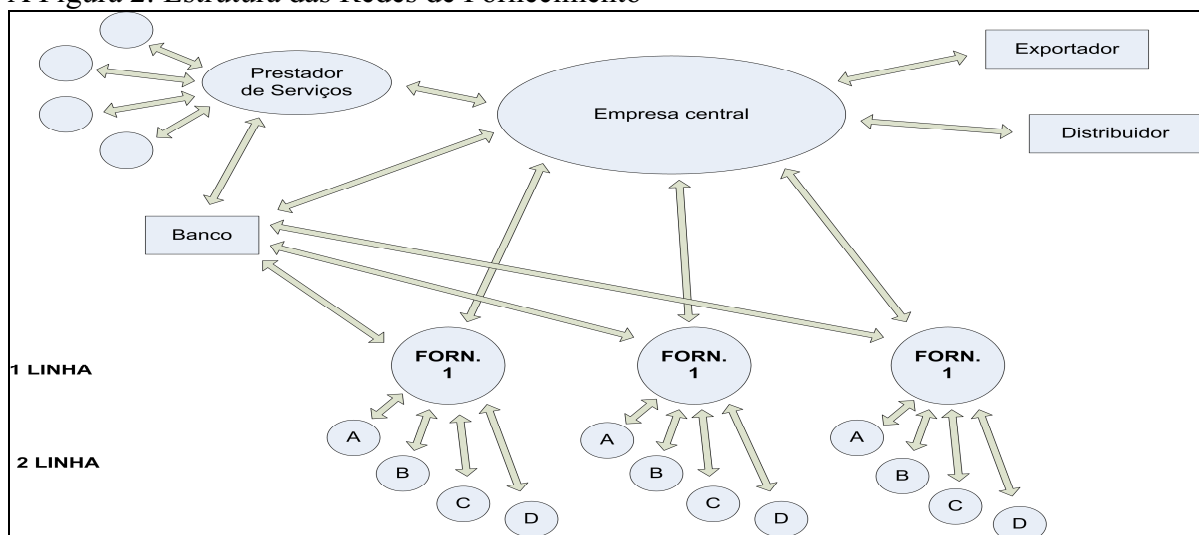 A Figura 2: Estrutura das Redes de Fornecimento
Exportador
Prestador
de Serviços
Empresa central
Distribuidor
Banco
1 LINHA
FORN.
1
FORN.
1
FORN.
1
A
B
C
D
A
B
C
D
A
B
C
D
2 LINHA